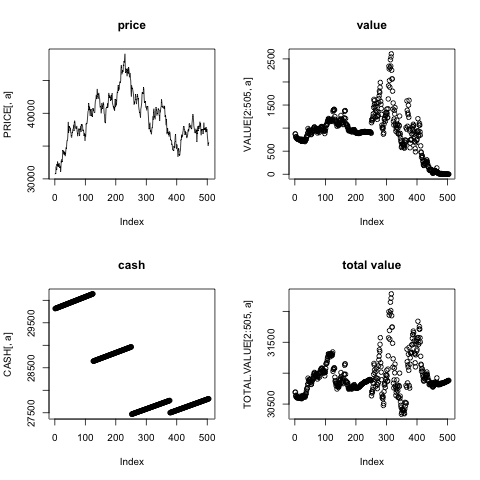 price
PRICE[, a]
30000
40000
0 100 200 300 400 500
Index
value
VALUE[2:505, a]
0 500 1500 2500
0 100 200 300 400 500
Index
cash
CASH[, a]
27500 28500 29500
0 100 200 300 400 500
Index
total value
TOTAL.VALUE[2:505, a]
30500 31500
0 100 200 300 400 500
Index